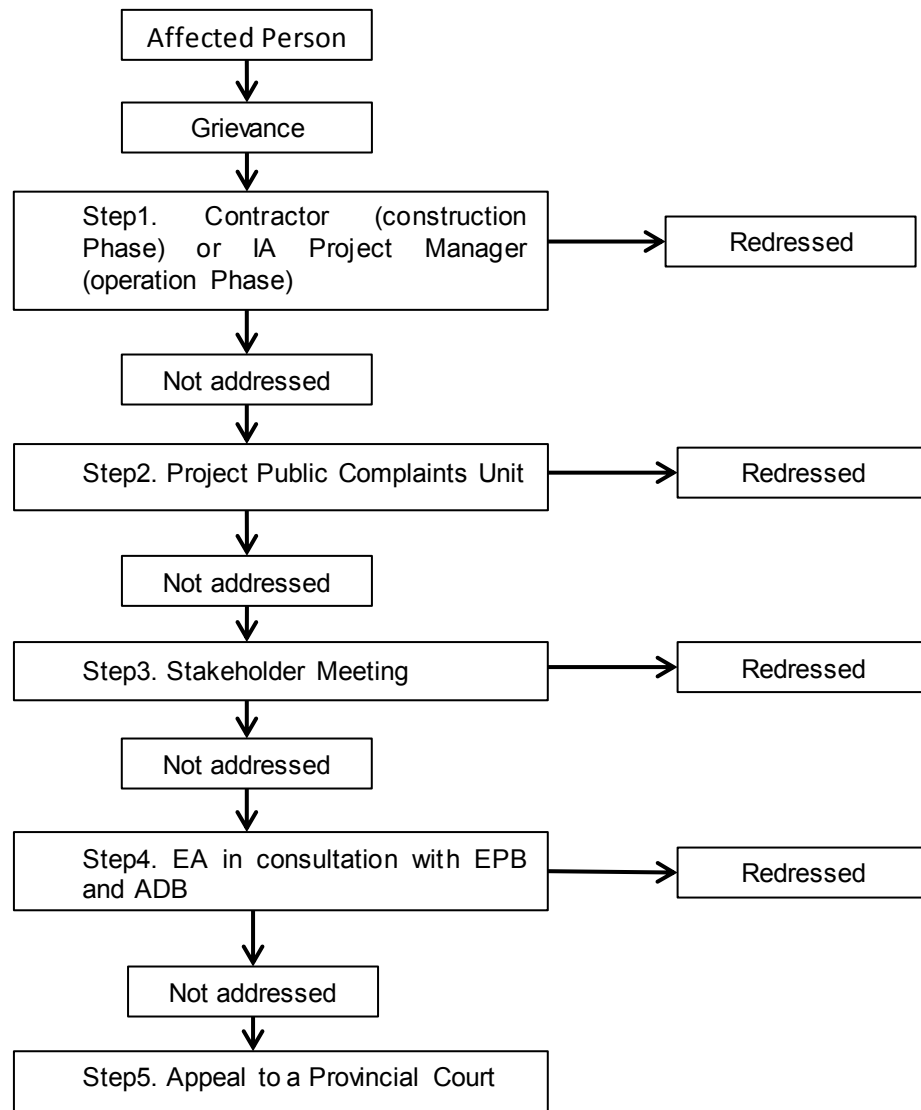 Affected Person
Grievance
Step1. Contractor (construction
Phase) or IA Project Manager
(operation Phase)
Redressed
Not addressed
Step2. Project Public Complaints Unit
Redressed
Not addressed
Step3. Stakeholder Meeting
Redressed
Not addressed
Step4. EA in consultation with EPB
and ADB
Redressed
Not addressed
Step5. Appeal to a Provincial Court